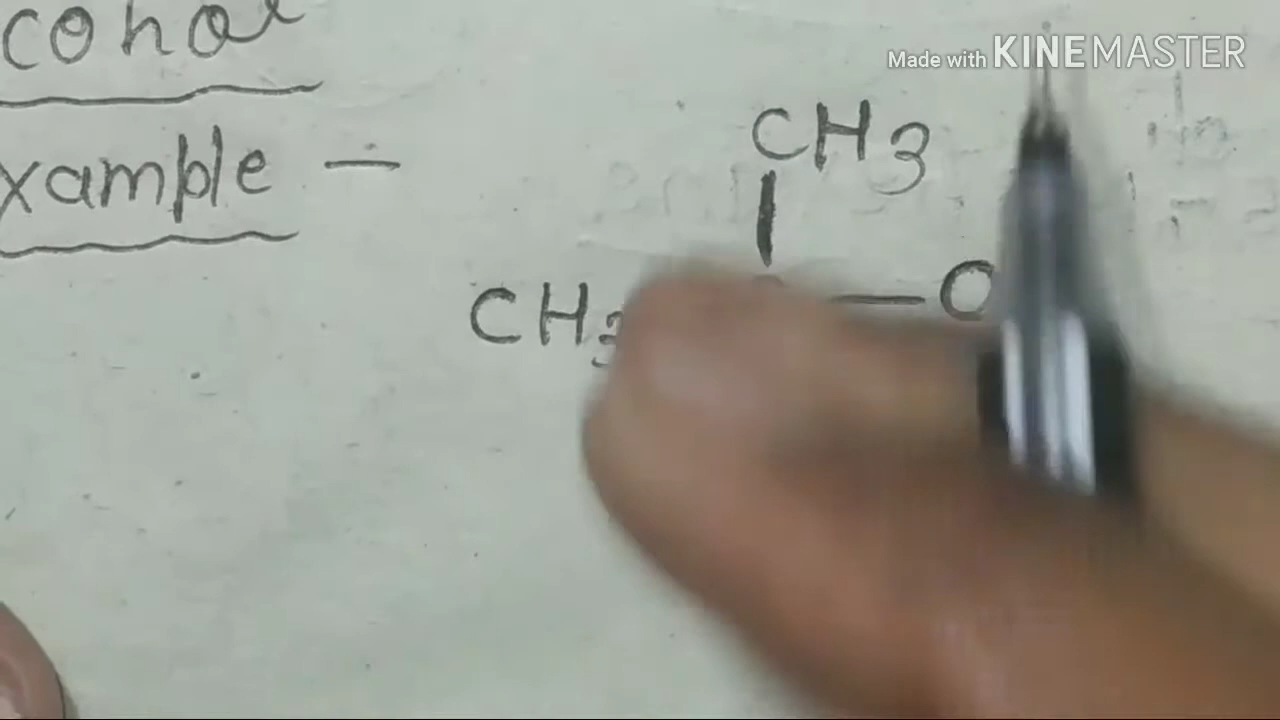 cohol
Made with KINEMASTER
xample -
CH3
|
CH3 - O